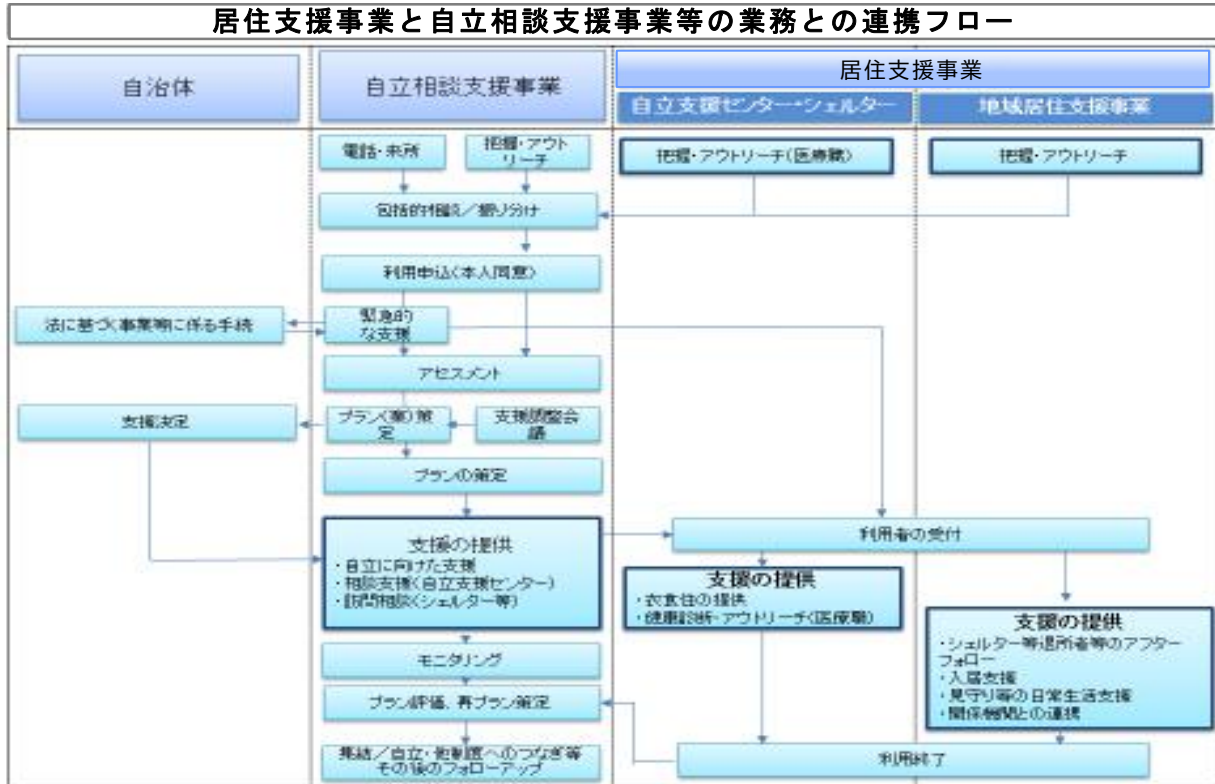 居住支援事業と自立相談支援事業等の業務との連携フロー
自治体
自立相談支援事業
居住支援事業
自立支援センター・シェルター
地域居住支援事業
電話・来所
把握・アウト
リーチ
把握・アウトリーチ(医療職)
把握・アウトリーチ
包括的相談／振り分け
利用申込(本人同意)
法に基づく事業等に係る手続
緊急的
な支援
アセスメント
支援決定
プラン(案)策
定
支援調整会
議
プランの策定
利用者の受付
支援の提供
・自立に向けた支援
・相談支援(自立支援センター)
・訪問相談(シェルター等)
支援の提供
・衣食住の提供
・健康診断・アウトリーチ(医療職)
支援の提供
・シェルター等退所者等のアフター
フォロー
・入居支援
・見守り等の日常生活支援
・関係機関との連携
モニタリング
プラン評価、再プラン策定
集結／自立・他制度へのつなぎ等
その後のフォローアップ
利用終了